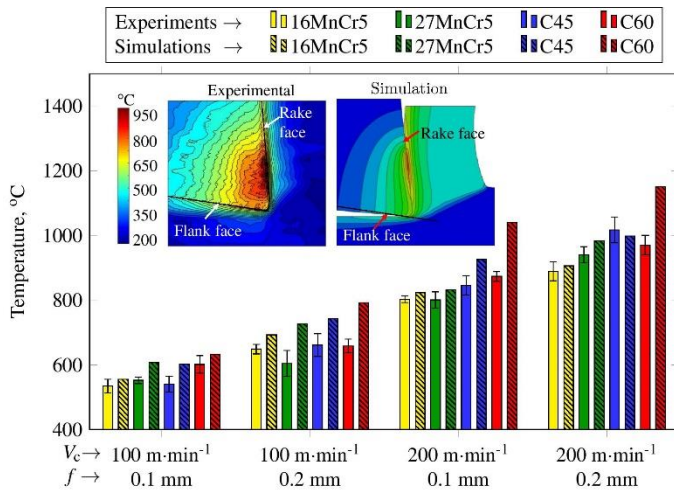 Experiments → 16MnCr5 27MnCr5 C45 C60
Simulations → 16MnCr5 27MnCr5 C45 C60
1400
1200
1000
800
600
400
Temperature, °C
°C
950
800
650
500
350
200
Experimental
Rake face
Flank face
Simulation
Rake face
Flank face
Vc→ 100 m·min⁻¹ 100 m·min⁻¹ 200 m·min⁻¹ 200 m·min⁻¹
f → 0.1 mm 0.2 mm 0.1 mm 0.2 mm